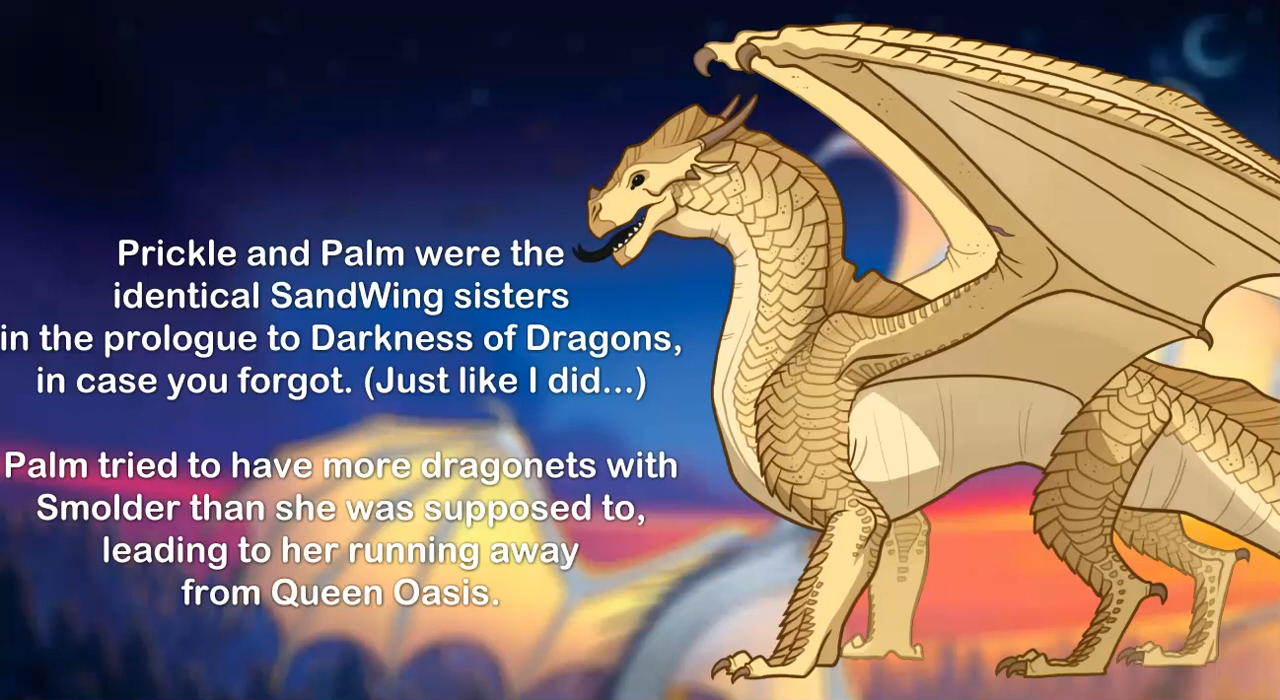 Prickle and Palm were the
identical SandWing sisters
in the prologue to Darkness of Dragons,
in case you forgot. (Just like I did...)
Palm tried to have more dragonets with
Smolder than she was supposed to,
leading to her running away
from Queen Oasis.